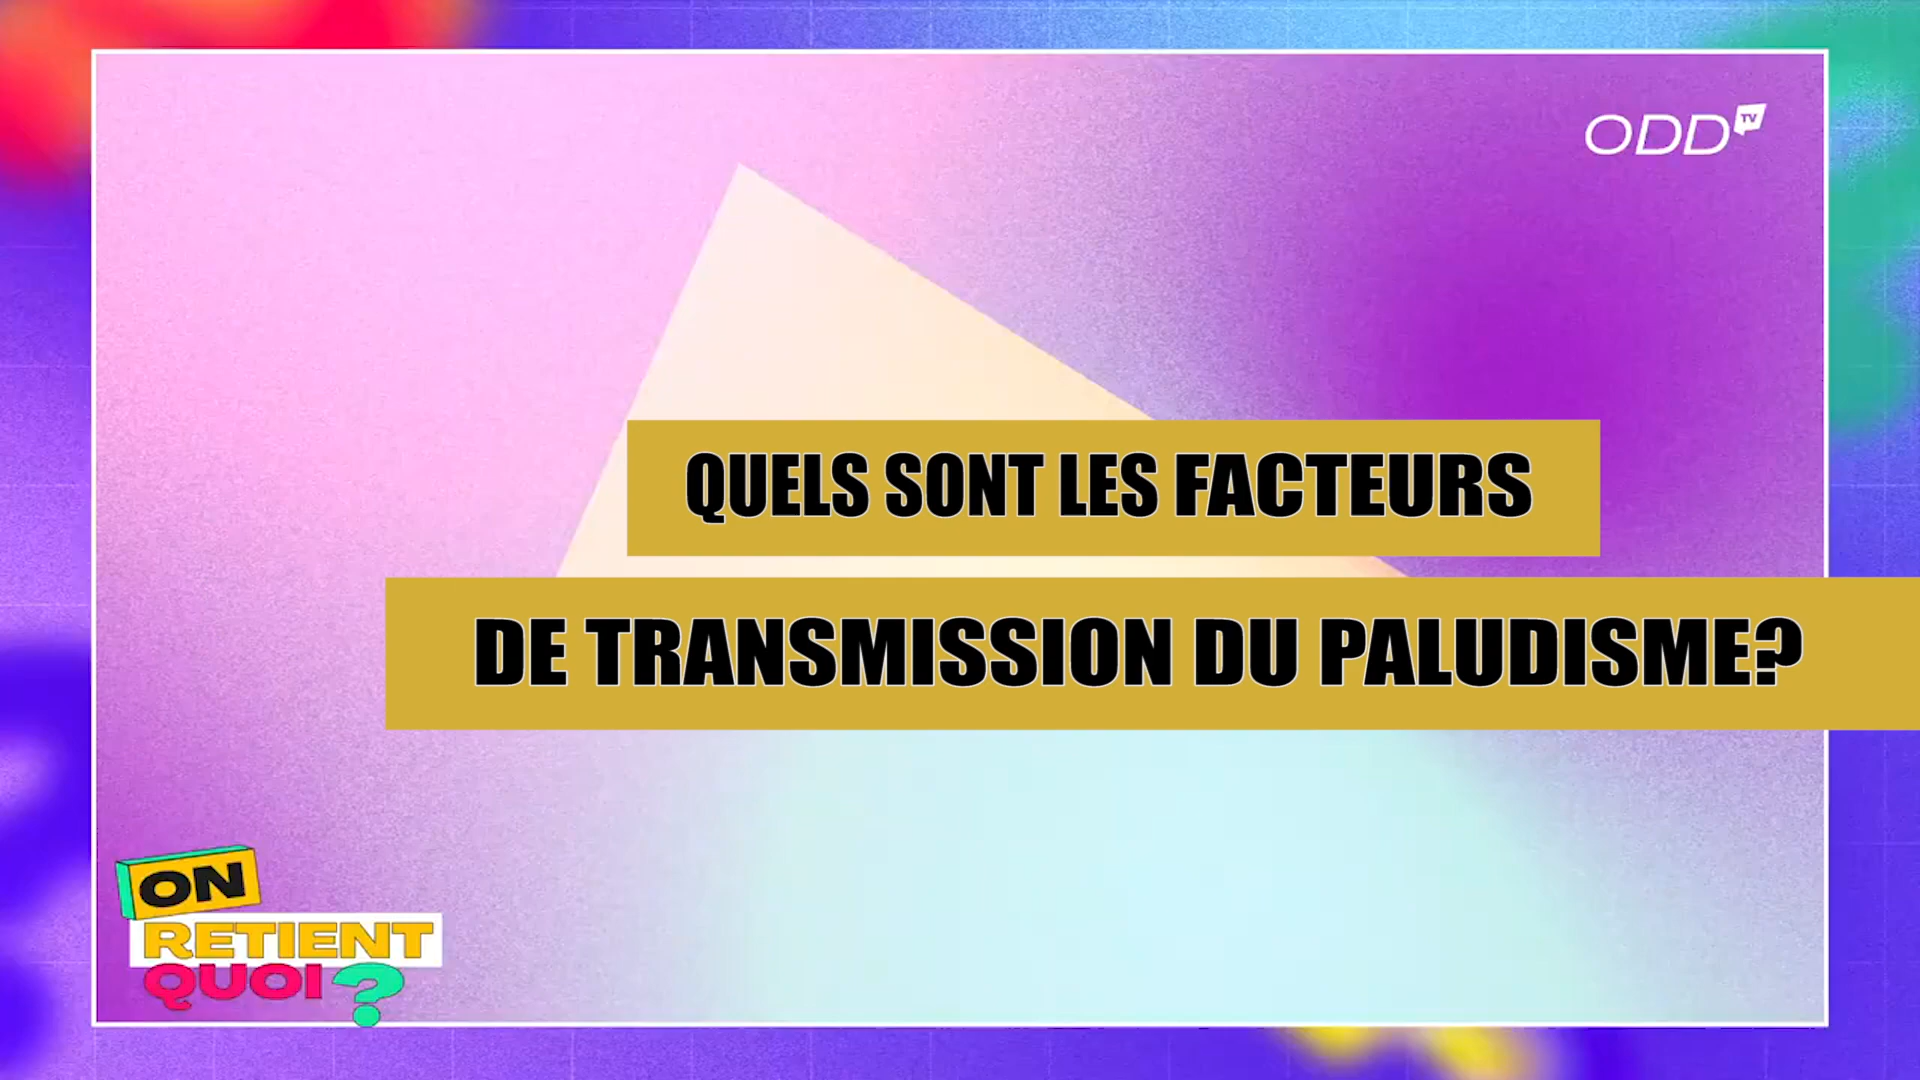 ODD TV
QUELS SONT LES FACTEURS
DE TRANSMISSION DU PALUDISME?
ON
RETIENT
QUOI?